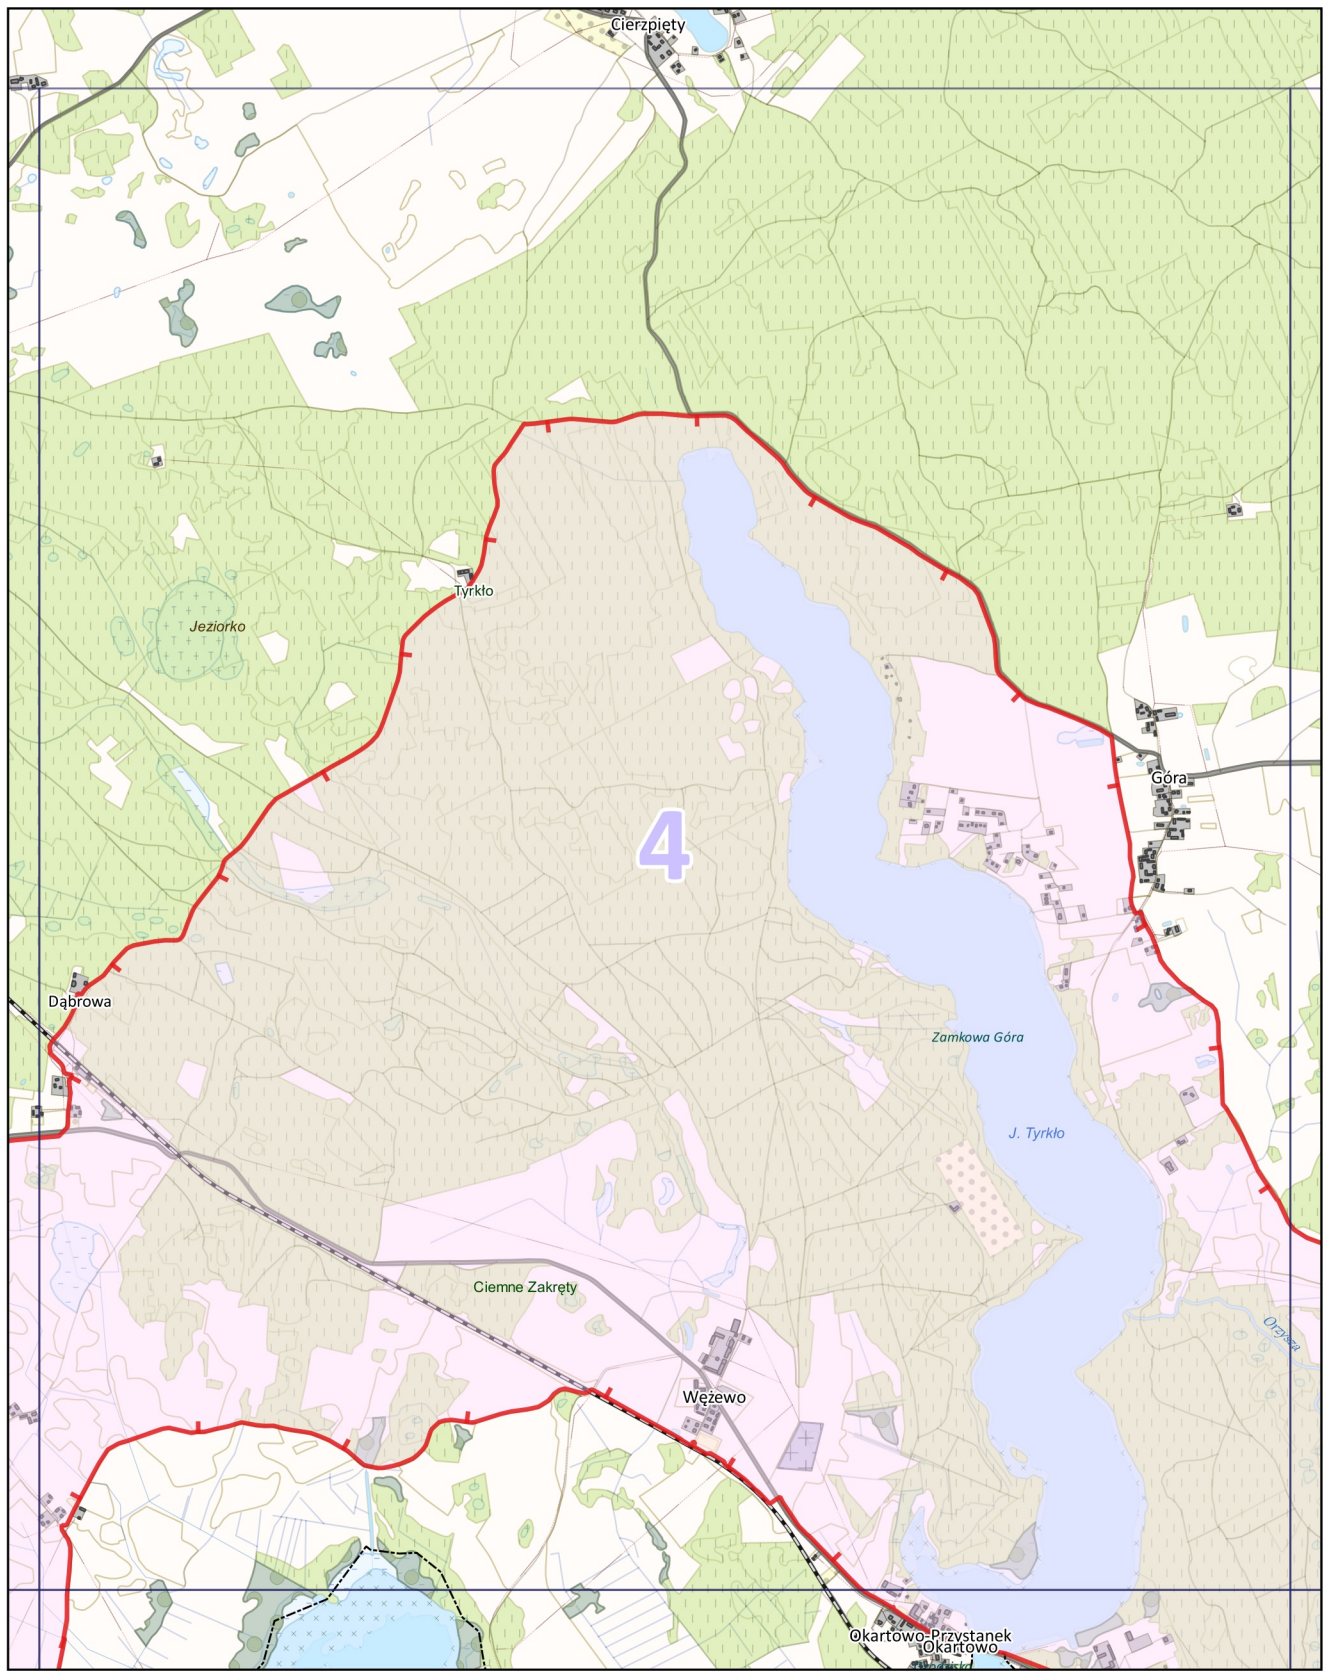 Cierzpięty
Tyrkło
Jeziorko
Góra
4
Dąbrowa
Zamkowa Góra
J. Tyrkło
Ciemne Zakręty
Orzysza
Wężewo
Okartowo-Przystanek
Okartowo